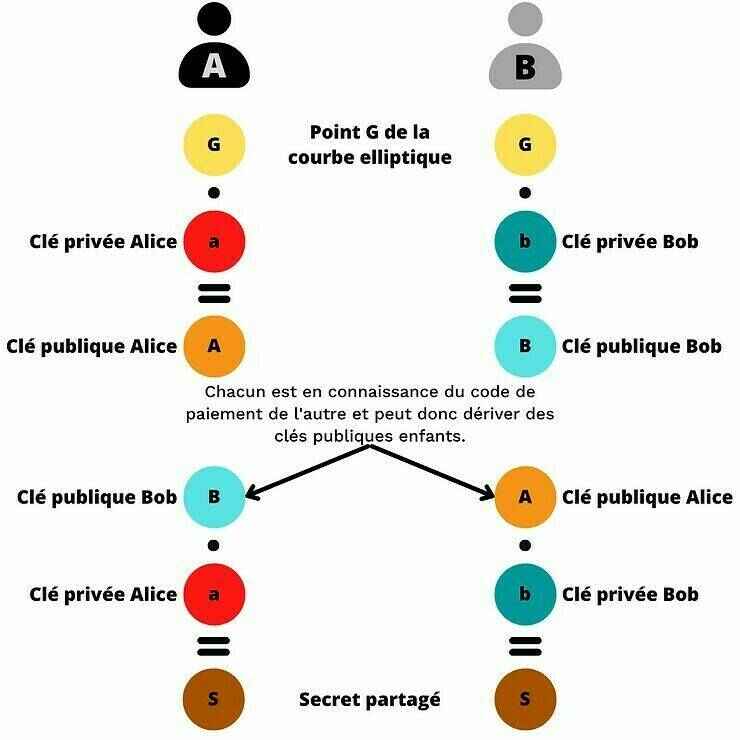 A B
G Point G de la G
courbe elliptique
Clé privée Alice a b Clé privée Bob
Clé publique Alice A B Clé publique Bob
Chacun est en connaissance du code de
paiement de l'autre et peut donc dériver des
clés publiques enfants.
Clé publique Bob B A Clé publique Alice
Clé privée Alice a b Clé privée Bob
S Secret partagé S